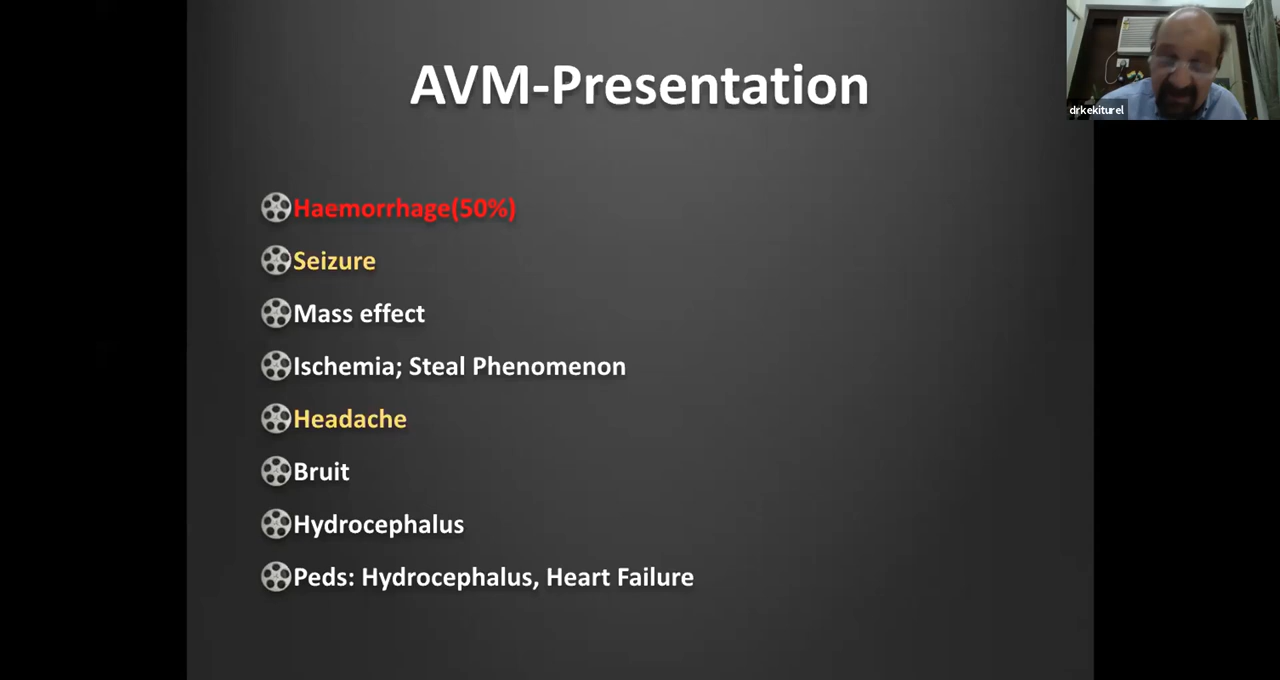 AVM-Presentation
drkekiturel
Haemorrhage(50%)
Seizure
Mass effect
Ischemia; Steal Phenomenon
Headache
Bruit
Hydrocephalus
Peds: Hydrocephalus, Heart Failure